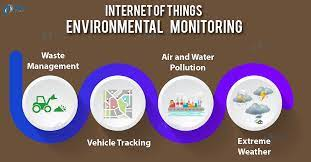 INTERNET OF THINGS
ENVIRONMENTAL MONITORING
Waste
Management
Vehicle Tracking
Air and Water
Pollution
Extreme
Weather